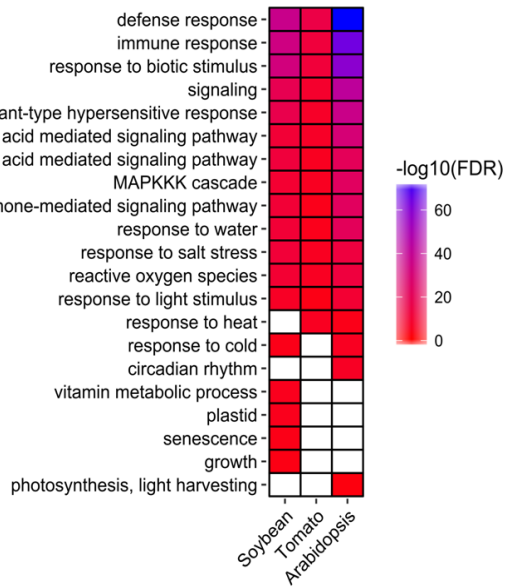 defense response
immune response
response to biotic stimulus
signaling
ant-type hypersensitive response
acid mediated signaling pathway
acid mediated signaling pathway
MAPKKK cascade
none-mediated signaling pathway
response to water
response to salt stress
reactive oxygen species
response to light stimulus
response to heat
response to cold
circadian rhythm
vitamin metabolic process
plastid
senescence
growth
photosynthesis, light harvesting
Soybean
Tomato
Arabidopsis
-log10(FDR)
60
40
20
0